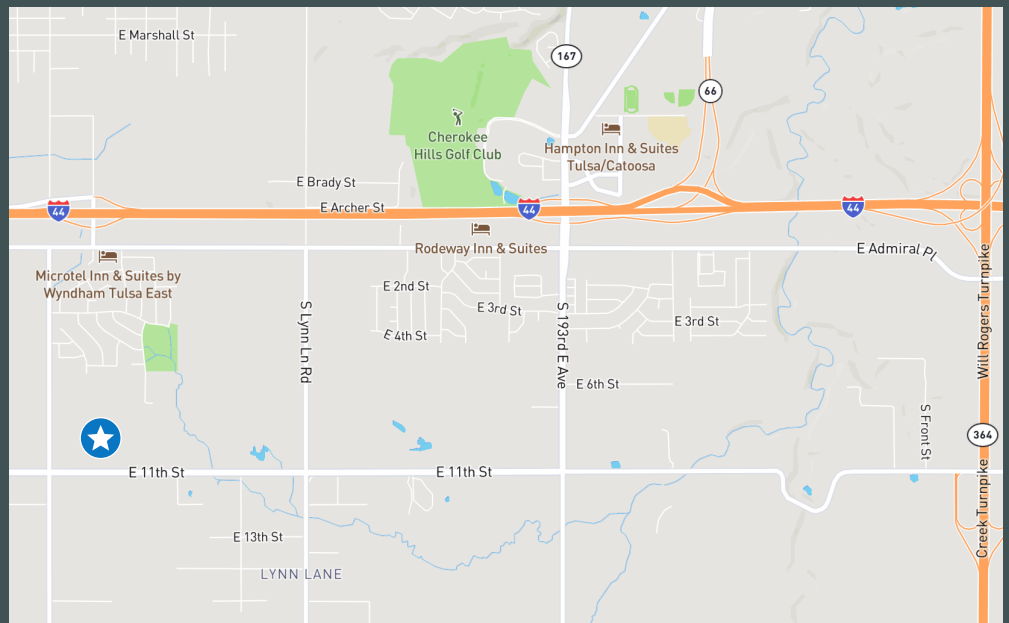 E Marshall St
167
66
Cherokee
Hills Golf Club
Hampton Inn & Suites
Tulsa/Catoosa
E Brady St
E Archer St
44
44
44
Rodeway Inn & Suites
E Admiral Pl
Microtel Inn & Suites by
Wyndham Tulsa East
E 2nd St
E 3rd St
E 3rd St
E 4th St
S Lynn Ln Rd
S 193rd E Ave
Will Rogers Turnpike
E 6th St
S Front St
364
E 11th St
E 11th St
Creek Turnpike
E 13th St
LYNN LANE